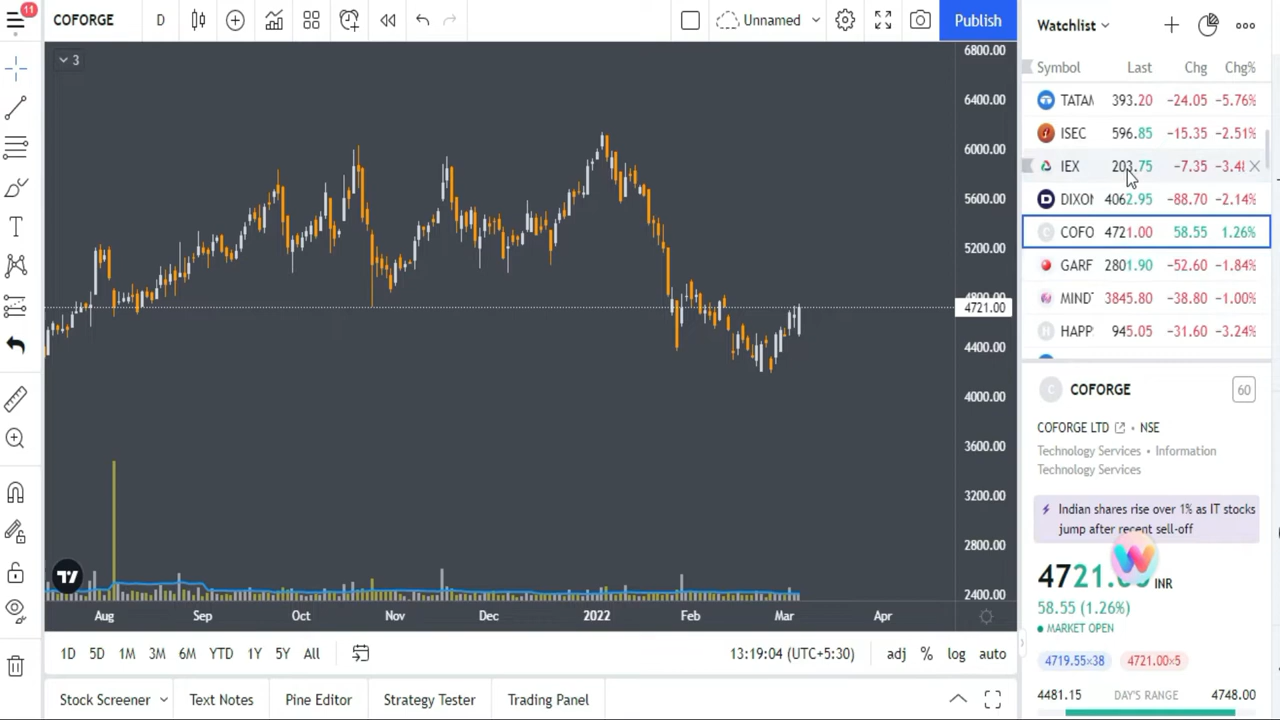 11
COFORGE
D
Unnamed
Publish
Watchlist
3
Symbol Last Chg Chg%
TATAM 393.20 −24.05 −5.76%
ISEC 596.85 −15.35 −2.51%
IEX 203.75 −7.35
DIXON 4062.95 −88.70 −2.14%
COFO 4721.00 58.55 1.26%
GARF 2801.90 −52.60 −1.84%
MINDT 3845.80 −38.80 −1.00%
HAPP 945.05 −31.60 −3.24%
6800.00
6400.00
6000.00
5600.00
5200.00
4800.00
4721.00
4400.00
4000.00
3600.00
3200.00
2800.00
2400.00
Aug Sep Oct Nov Dec 2022 Feb Mar Apr
COFORGE 60
COFORGE LTD • NSE
Technology Services • Information
Technology Services
Indian shares rise over 1% as IT stocks
jump after recent sell-off
4721.00 INR
58.55 (1.26%)
MARKET OPEN
4719.55×38 4721.00×5
4481.15 DAY'S RANGE 4748.00
1D 5D 1M 3M 6M YTD 1Y 5Y All
13:19:04 (UTC+5:30) adj % log auto
Stock Screener Text Notes Pine Editor Strategy Tester Trading Panel